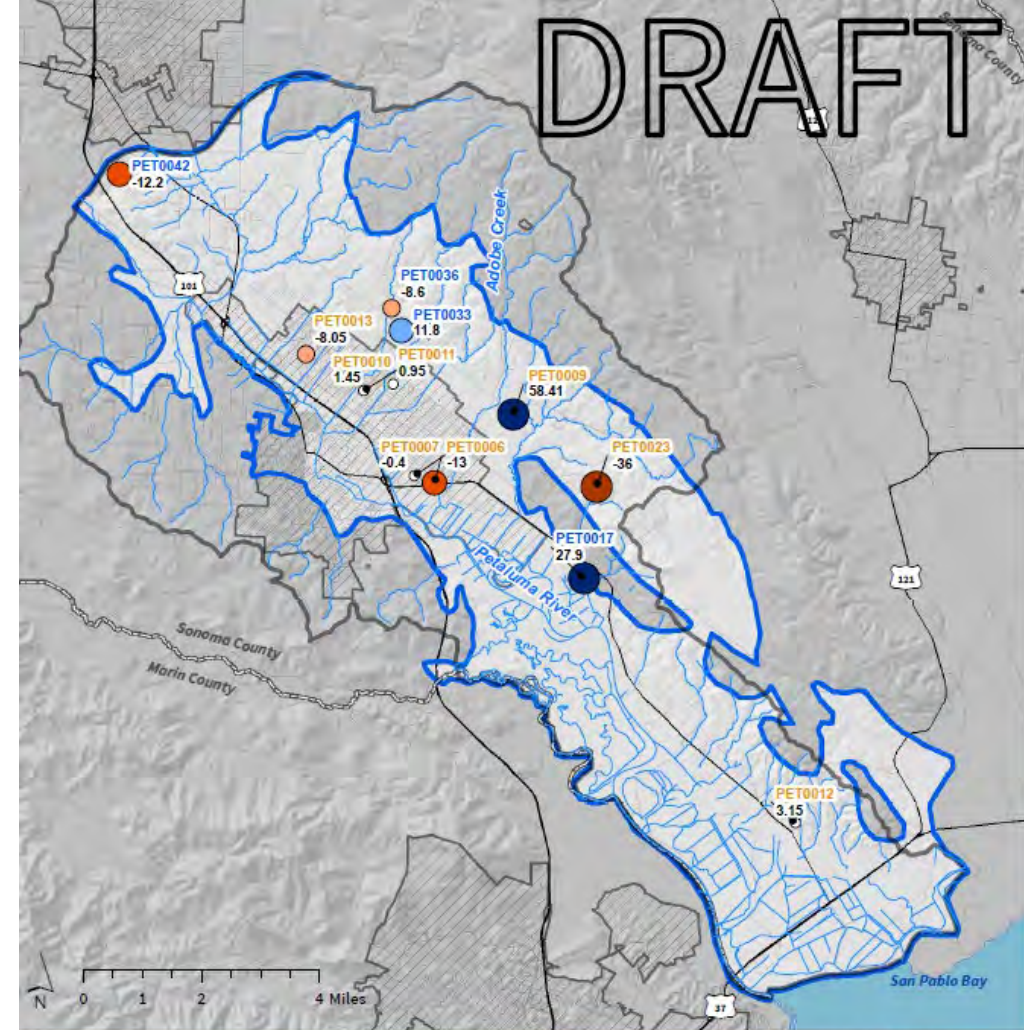 DRAFT
Sonoma County
PET0042
-12.2
Adobe Creek
101
PET0036
-8.6
PET0033
11.8
PET0013
-8.05
PET0010
1.45
PET0011
0.95
PET0009
58.41
PET0007
-0.4
PET0006
-13
PET0023
-36
PET0017
27.9
Petaluma River
121
Sonoma County
Marin County
PET0012
3.15
San Pablo Bay
N
0 1 2 4 Miles
37